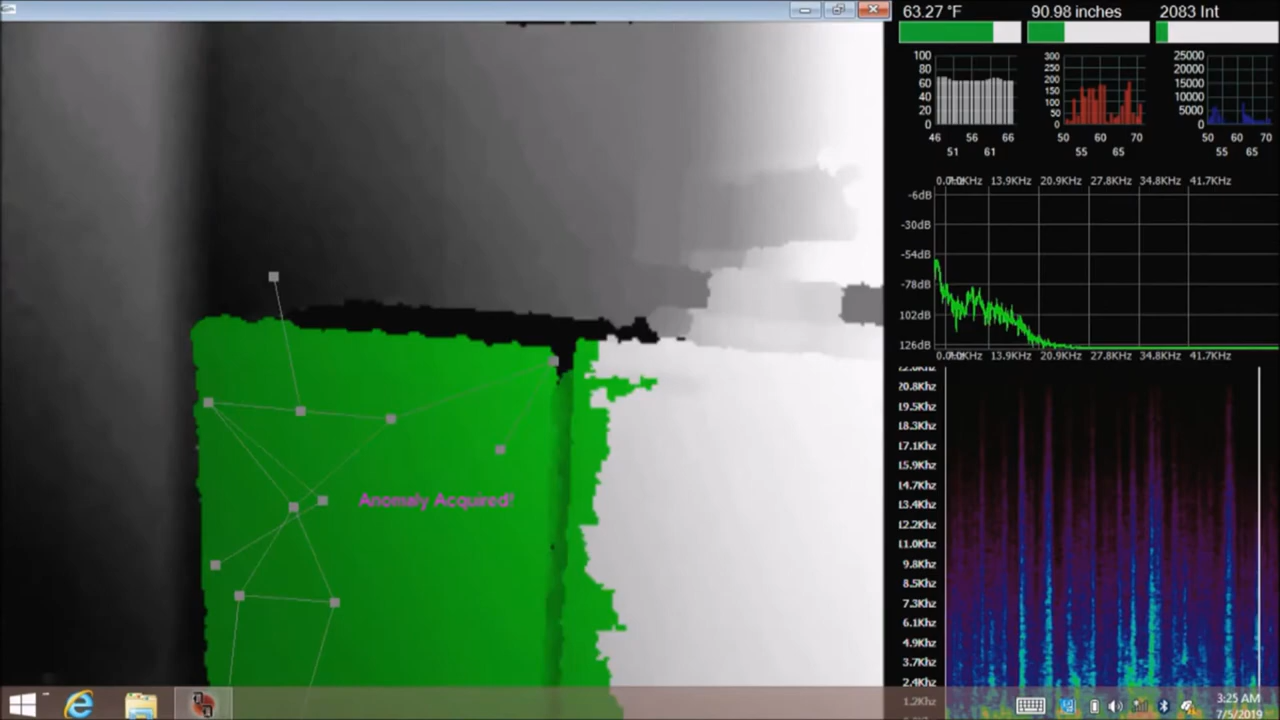 63.27 °F
90.98 inches
2083 Int
100
80
60
40
20
0
46 56 66
51 61
300
250
200
150
100
50
0
50 60 70
55 65
25000
20000
15000
10000
5000
0
50 60 70
55 65
13.9KHz 20.9KHz 27.8KHz 34.8KHz 41.7KHz
-6dB
-30dB
-54dB
-78dB
102dB
126dB
13.9KHz 20.9KHz 27.8KHz 34.8KHz 41.7KHz
20.8Khz
19.5Khz
18.3Khz
17.1Khz
15.9Khz
14.7Khz
13.4Khz
12.2Khz
11.0Khz
9.8Khz
8.5Khz
7.3Khz
6.1Khz
4.9Khz
3.7Khz
2.4Khz
1.2Khz
Anomaly Acquired!
3:25 AM
7/5/2019